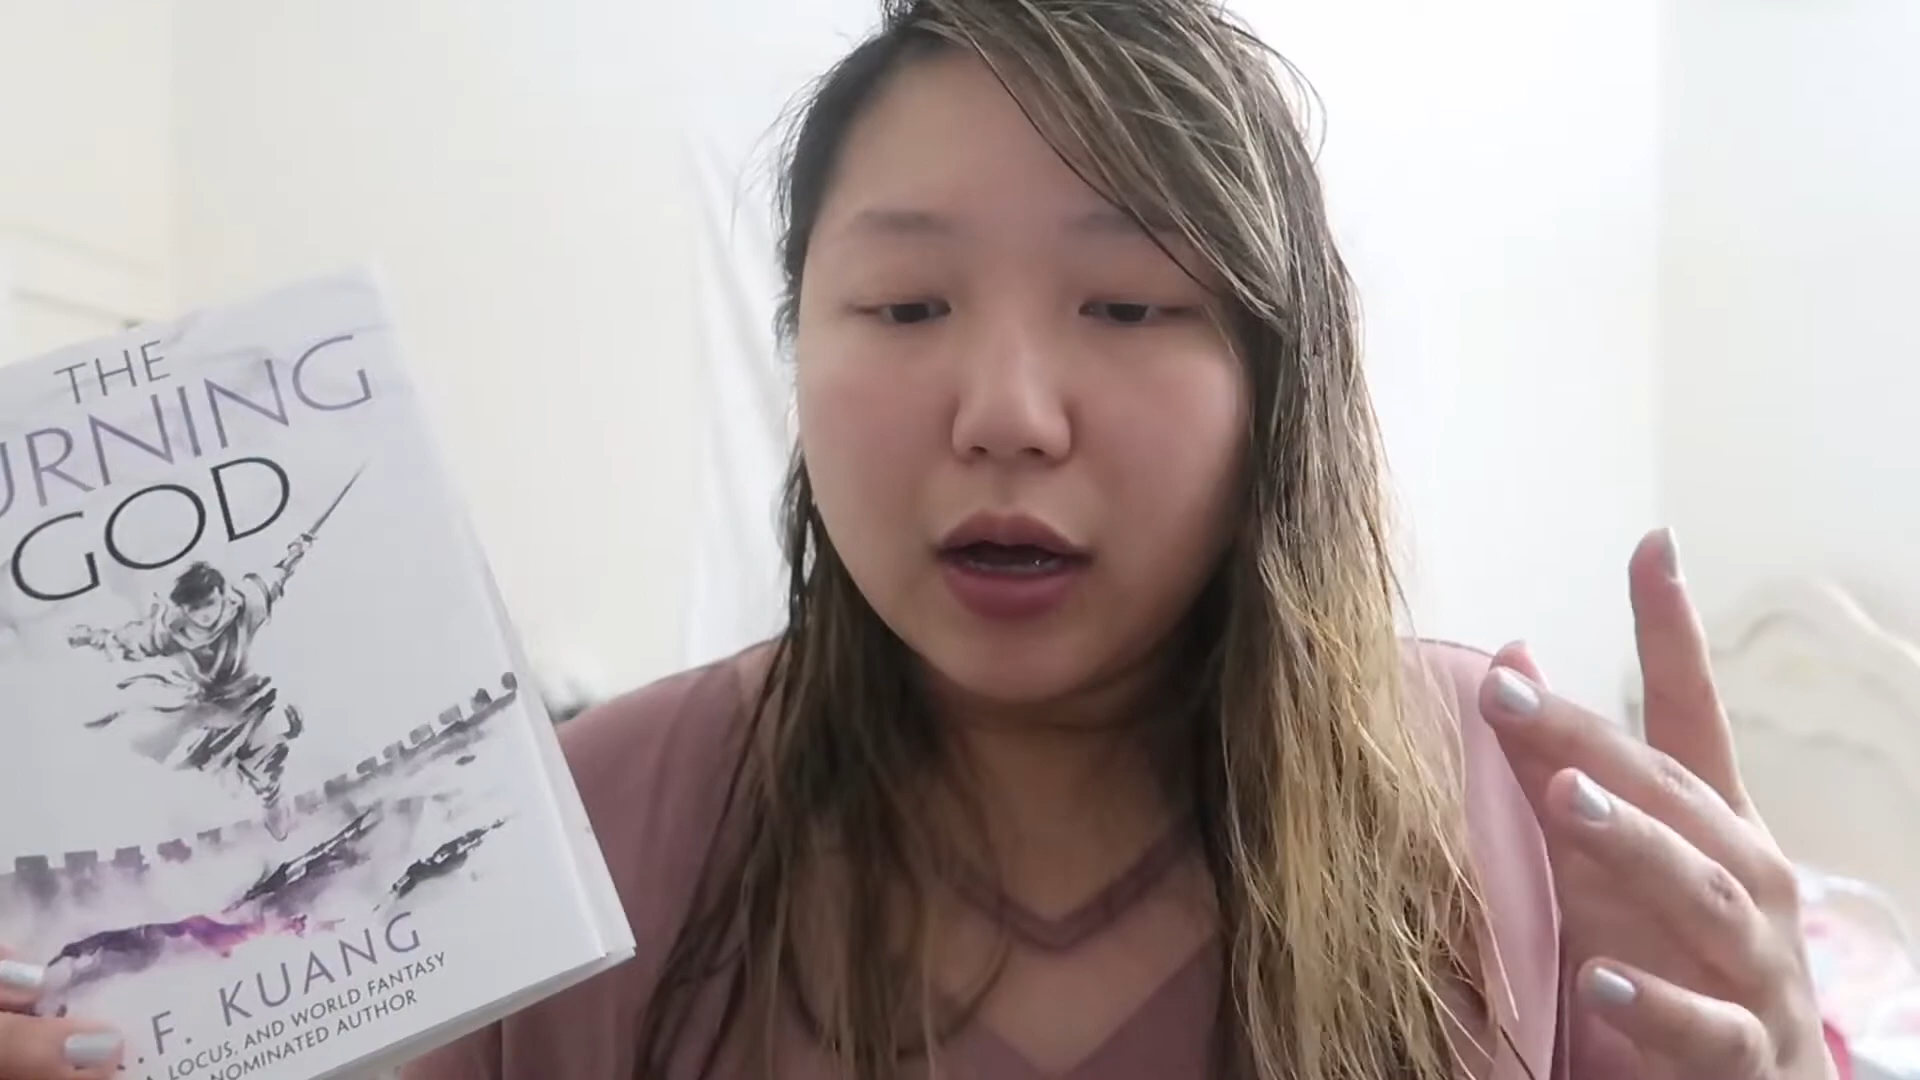 THE
URNING
GOD
.F. KUANG
LOCUS, AND WORLD FANTASY
NOMINATED AUTHOR